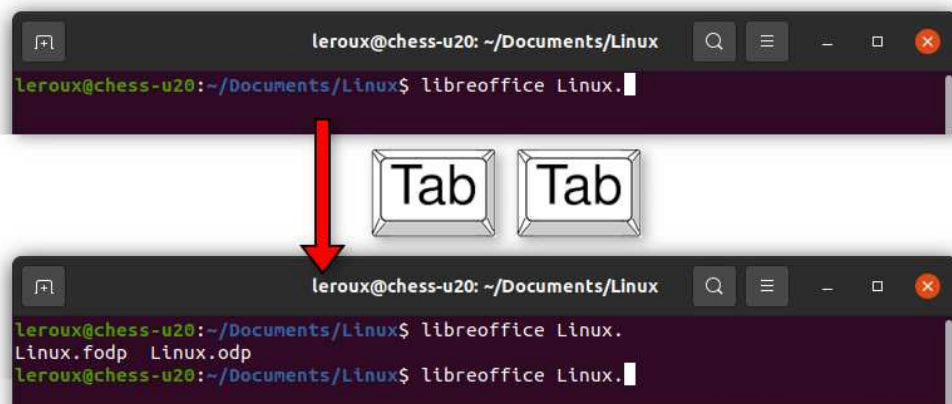 leroux@chess-u20: ~/Documents/Linux
leroux@chess-u20:~/Documents/Linux$ libreoffice Linux.
Tab Tab
leroux@chess-u20: ~/Documents/Linux
leroux@chess-u20:~/Documents/Linux$ libreoffice Linux.
Linux.fodp  Linux.odp
leroux@chess-u20:~/Documents/Linux$ libreoffice Linux.